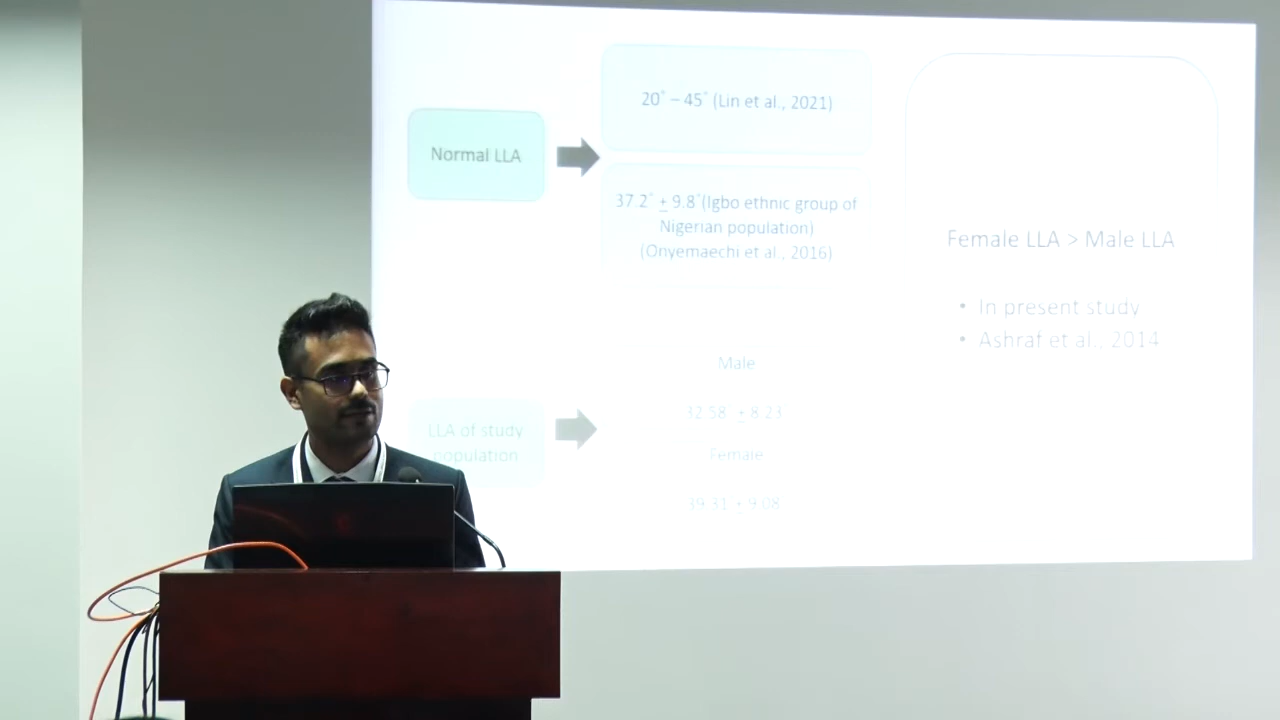 Normal LLA
20° – 45° (Lin et al., 2021)
37.2° ± 9.8°(Igbo ethnic group of
Nigerian population)
(Onyemaechi et al., 2016)
LLA of study
population
Male
32.58 ± 8.23
Female
39.31 ± 9.08
Female LLA > Male LLA
• In present study
• Ashraf et al., 2014